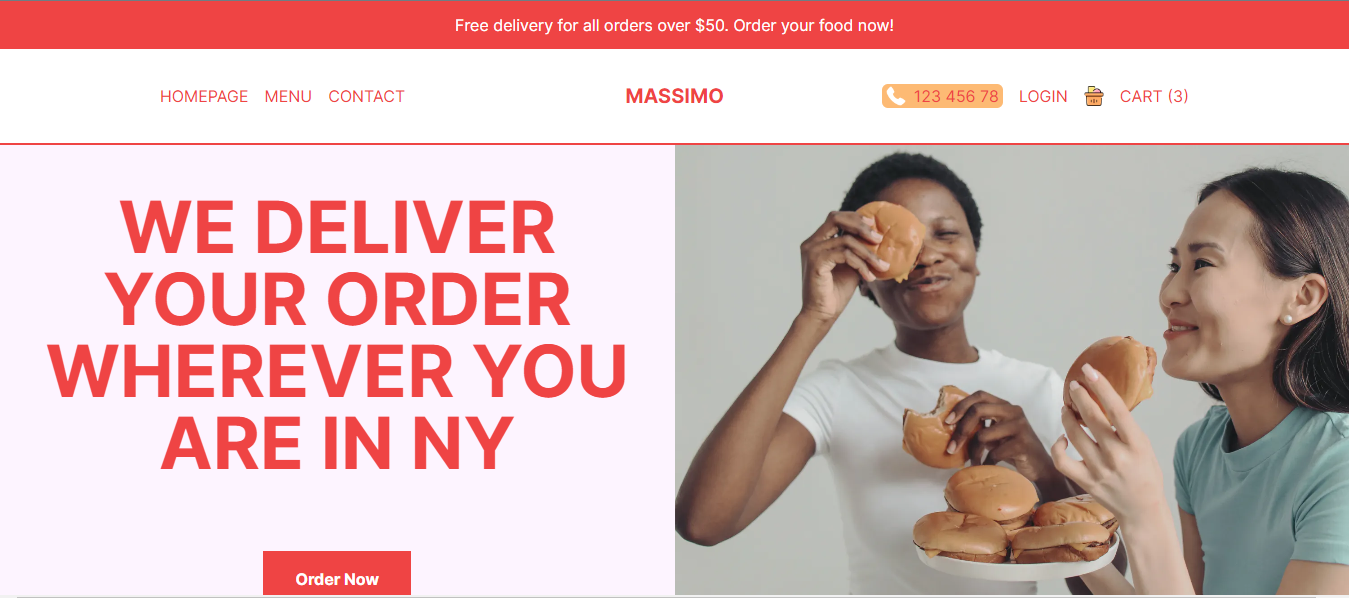 Free delivery for all orders over $50. Order your food now!
HOMEPAGE MENU CONTACT MASSIMO 123 456 78 LOGIN CART (3)
WE DELIVER
YOUR ORDER
WHEREVER YOU
ARE IN NY
Order Now